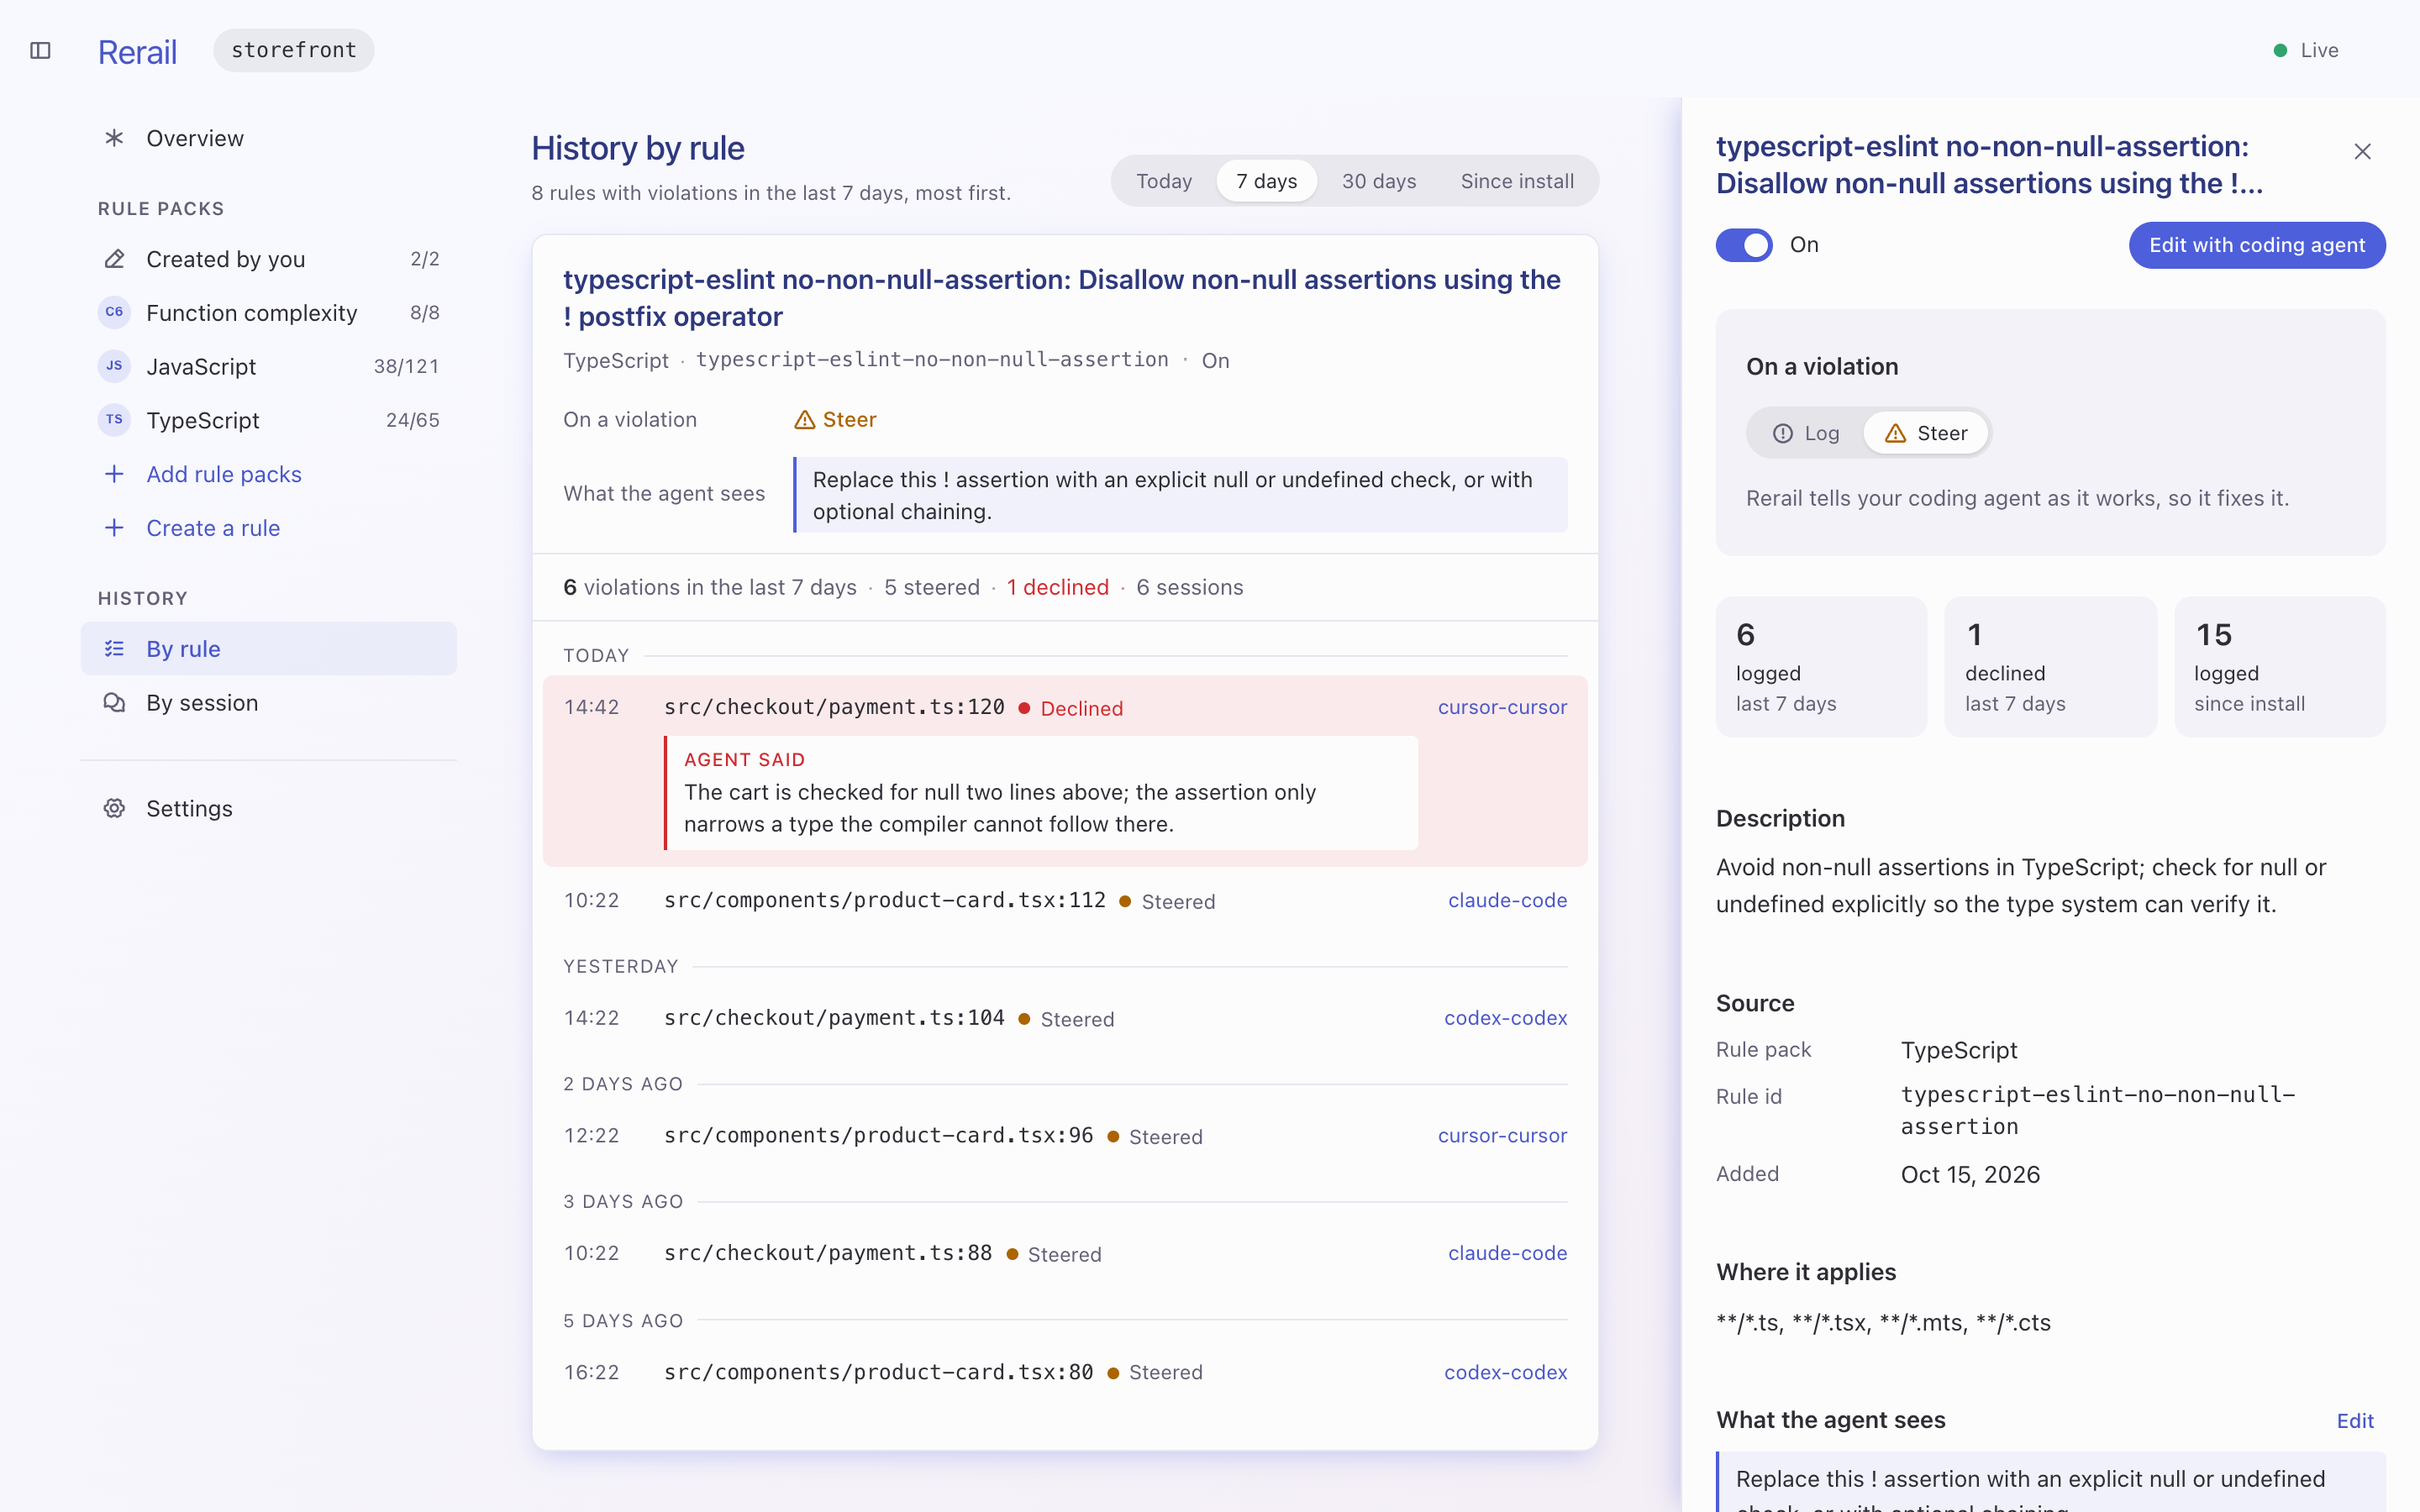 Rerail
storefront
Live
Overview
RULE PACKS
Created by you 2/2
C6 Function complexity 8/8
JS JavaScript 38/121
TS TypeScript 24/65
Add rule packs
Create a rule
HISTORY
By rule
By session
Settings
History by rule
8 rules with violations in the last 7 days, most first.
Today 7 days 30 days Since install
typescript-eslint no-non-null-assertion: Disallow non-null assertions using the
! postfix operator
TypeScript · typescript-eslint-no-non-null-assertion · On
On a violation Steer
What the agent sees
Replace this ! assertion with an explicit null or undefined check, or with
optional chaining.
6 violations in the last 7 days · 5 steered · 1 declined · 6 sessions
TODAY
14:42 src/checkout/payment.ts:120 Declined cursor-cursor
AGENT SAID
The cart is checked for null two lines above; the assertion only
narrows a type the compiler cannot follow there.
10:22 src/components/product-card.tsx:112 Steered claude-code
YESTERDAY
14:22 src/checkout/payment.ts:104 Steered codex-codex
2 DAYS AGO
12:22 src/components/product-card.tsx:96 Steered cursor-cursor
3 DAYS AGO
10:22 src/checkout/payment.ts:88 Steered claude-code
5 DAYS AGO
16:22 src/components/product-card.tsx:80 Steered codex-codex
typescript-eslint no-non-null-assertion:
Disallow non-null assertions using the !...
On
Edit with coding agent
On a violation
Log Steer
Rerail tells your coding agent as it works, so it fixes it.
6 1 15
logged declined logged
last 7 days last 7 days since install
Description
Avoid non-null assertions in TypeScript; check for null or
undefined explicitly so the type system can verify it.
Source
Rule pack TypeScript
Rule id typescript-eslint-no-non-null-
assertion
Added Oct 15, 2026
Where it applies
**/*.ts, **/*.tsx, **/*.mts, **/*.cts
What the agent sees Edit
Replace this ! assertion with an explicit null or undefined
check, or with optional chaining.